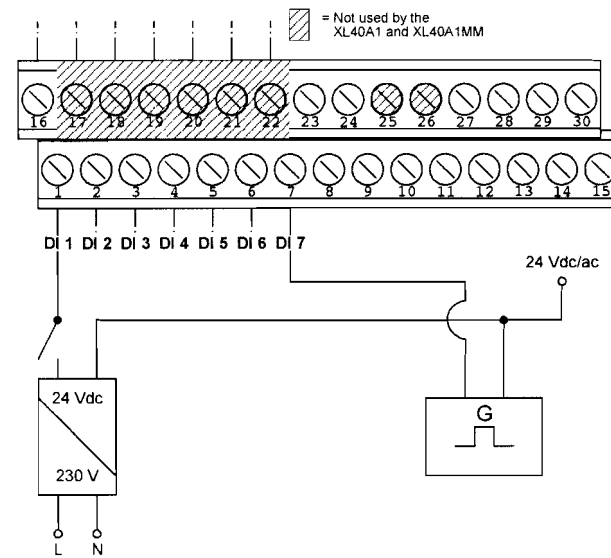 = Not used by the
XL40A1 and XL40A1MM
16 17 18 19 20 21 22 23 24 25 26 27 28 29 30
1 2 3 4 5 6 7 8 9 10 11 12 13 14 15
DI 1 DI 2 DI 3 DI 4 DI 5 DI 6 DI 7
24 Vdc/ac
24 Vdc
G
230 V
L N